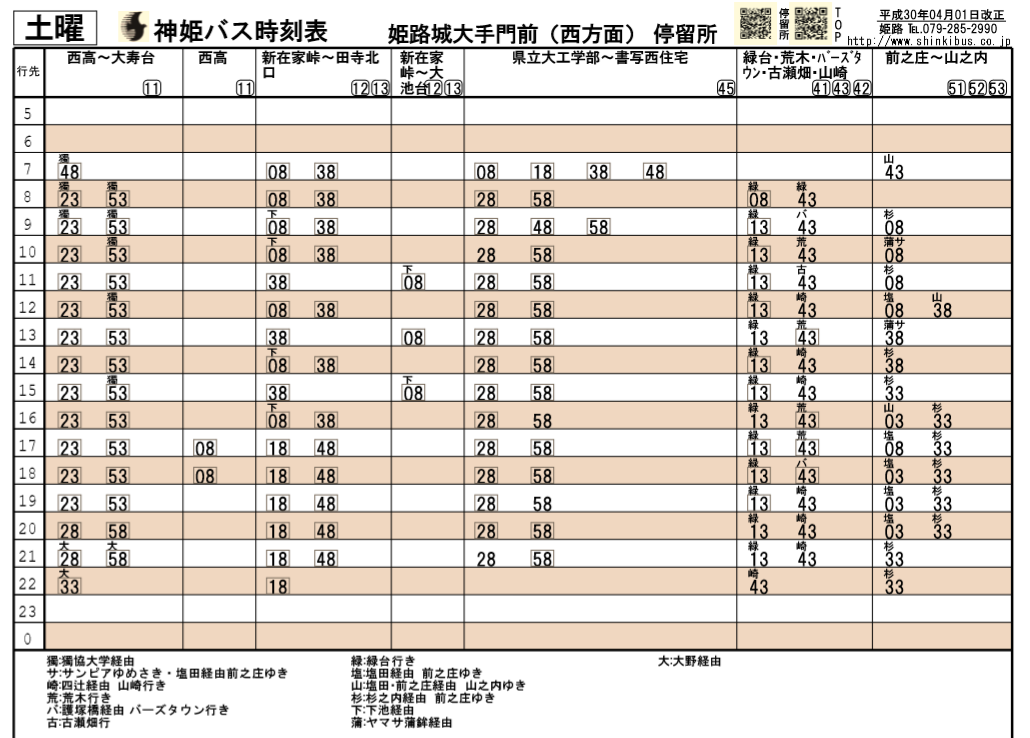 土曜 神姫バス時刻表 姫路城大手門前（西方面） 停留所 停留所 TOP 平成30年04月01日改正
姫路 ℡.079-285-2990
http://www.shinkibus.co.jp
行先 西高～大寿台 ⑪ 西高 ⑪ 新在家峠～田寺北口 ⑫⑬ 新在家峠～大池台 ⑫⑬ 県立大工学部～書写西住宅 45 緑台・荒木・バーズタウン・古瀬畑・山崎 41 43 42 前之庄～山之内 51 52 53
5
6
7 獨48 08 38 08 18 38 48 山43
8 獨23 獨53 08 38 28 58 緑08 緑43
9 獨23 獨53 下08 38 28 48 58 緑13 バ43 杉08
10 23 獨53 下08 38 28 58 緑13 荒43 蒲サ08
11 23 53 38 下08 28 58 緑13 古43 杉08
12 23 獨53 08 38 28 58 緑13 崎43 塩08 山38
13 23 53 38 08 28 58 緑13 荒43 蒲サ38
14 23 53 下08 38 28 58 緑13 崎43 杉38
15 23 獨53 38 下08 28 58 緑13 崎43 杉33
16 23 53 下08 38 28 58 緑13 荒43 山03 杉33
17 23 53 08 18 48 28 58 緑13 荒43 塩08 杉33
18 23 53 08 18 48 28 58 緑13 バ43 塩03 杉33
19 23 53 18 48 28 58 緑13 崎43 塩03 杉33
20 28 58 18 48 28 58 緑13 崎43 塩03 杉33
21 大28 大58 18 48 28 58 緑13 崎43 杉33
22 大33 18 崎43 杉33
23
0
獨:獨協大学経由 緑:緑台行き 大:大野経由
サ:サンピアゆめさき・塩田経由前之庄ゆき 塩:塩田経由 前之庄ゆき
崎:四辻経由 山崎行き 山:塩田・前之庄経由 山之内ゆき
荒:荒木行き 杉:杉之内経由 前之庄ゆき
バ:護塚橋経由 バーズタウン行き 下:下池経由
古:古瀬畑行 蒲:ヤマサ蒲鉾経由